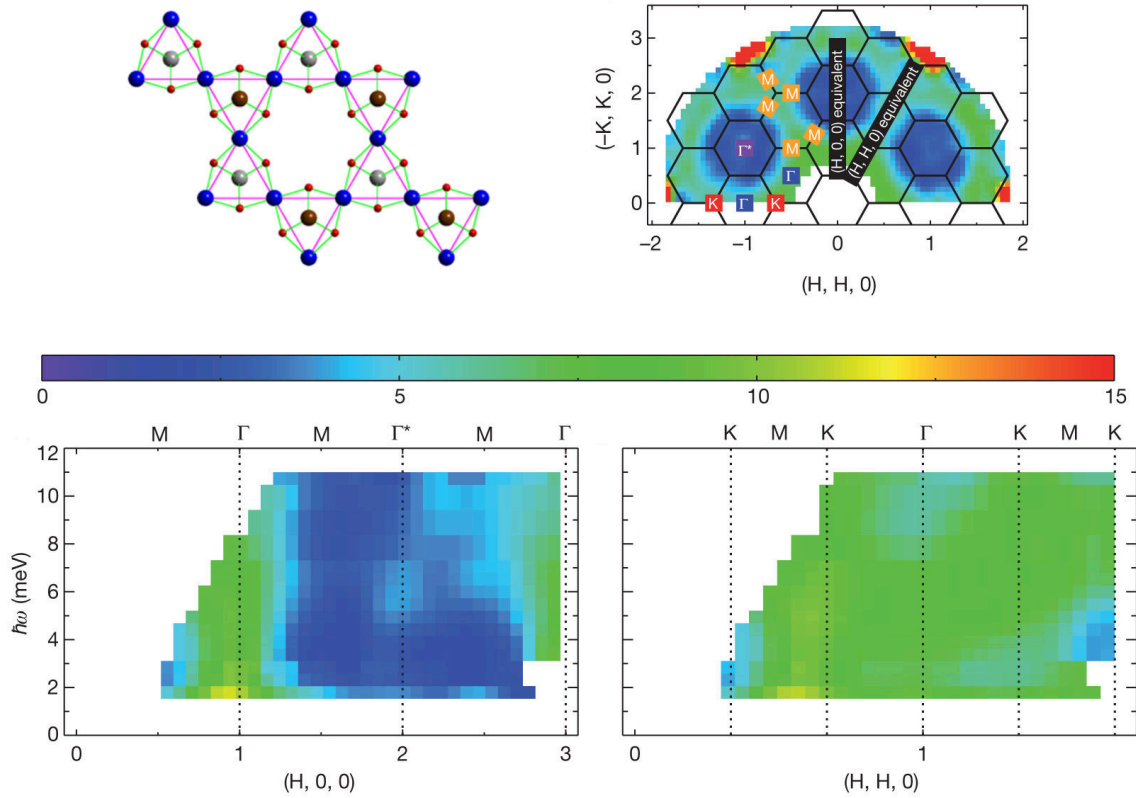 3
2
1
0
(−K, K, 0)
M
M
M
M
M
Γ*
Γ
K
Γ
K
(H, 0, 0) equivalent
(H, H, 0) equivalent
−2
−1
0
1
2
(H, H, 0)
0
5
10
15
M
Γ
M
Γ*
M
Γ
12
10
8
6
4
2
0
ħω (meV)
0
1
2
3
(H, 0, 0)
K
M
K
Γ
K
M
K
0
1
(H, H, 0)